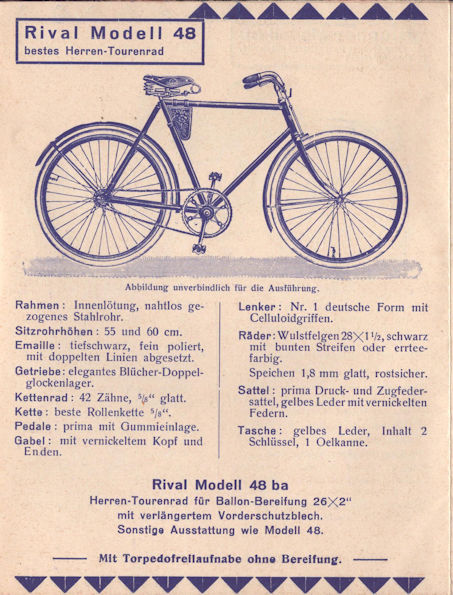 Rival Modell 48
bestes Herren-Tourenrad
Abbildung unverbindlich für die Ausführung.
Rahmen: Innenlötung, nahtlos ge-
zogenes Stahlrohr.
Sitzrohrhöhen: 55 und 60 cm.
Emaille: tiefschwarz, fein poliert,
mit doppelten Linien abgesetzt.
Getriebe: elegantes Blücher-Doppel-
glockenlager.
Kettenrad: 42 Zähne, ⁵/₈“ glatt.
Kette: beste Rollenkette ⁵/₈“.
Pedale: prima mit Gummieinlage.
Gabel: mit vernickeltem Kopf und
Enden.
Lenker: Nr. 1 deutsche Form mit
Celluloidgriffen.
Räder: Wulstfelgen 28×1½, schwarz
mit bunten Streifen oder errtee-
farbig.
Speichen 1,8 mm glatt, rostsicher.
Sattel: prima Druck- und Zugfeder-
sattel, gelbes Leder mit vernickelten
Federn.
Tasche: gelbes Leder, Inhalt 2
Schlüssel, 1 Oelkanne.
Rival Modell 48 ba
Herren-Tourenrad für Ballon-Bereifung 26×2“
mit verlängertem Vorderschutzblech.
Sonstige Ausstattung wie Modell 48.
Mit Torpedofreilaufnabe ohne Bereifung.